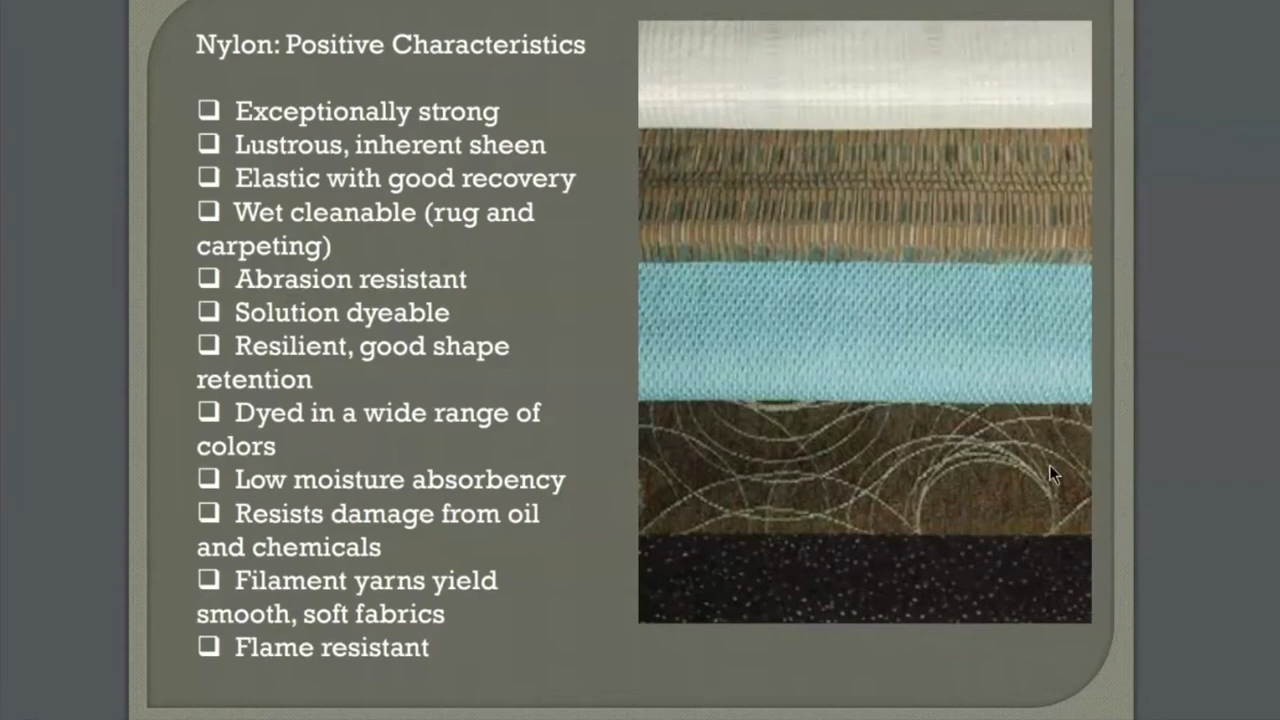 Nylon: Positive Characteristics
❑ Exceptionally strong
❑ Lustrous, inherent sheen
❑ Elastic with good recovery
❑ Wet cleanable (rug and
carpeting)
❑ Abrasion resistant
❑ Solution dyeable
❑ Resilient, good shape
retention
❑ Dyed in a wide range of
colors
❑ Low moisture absorbency
❑ Resists damage from oil
and chemicals
❑ Filament yarns yield
smooth, soft fabrics
❑ Flame resistant